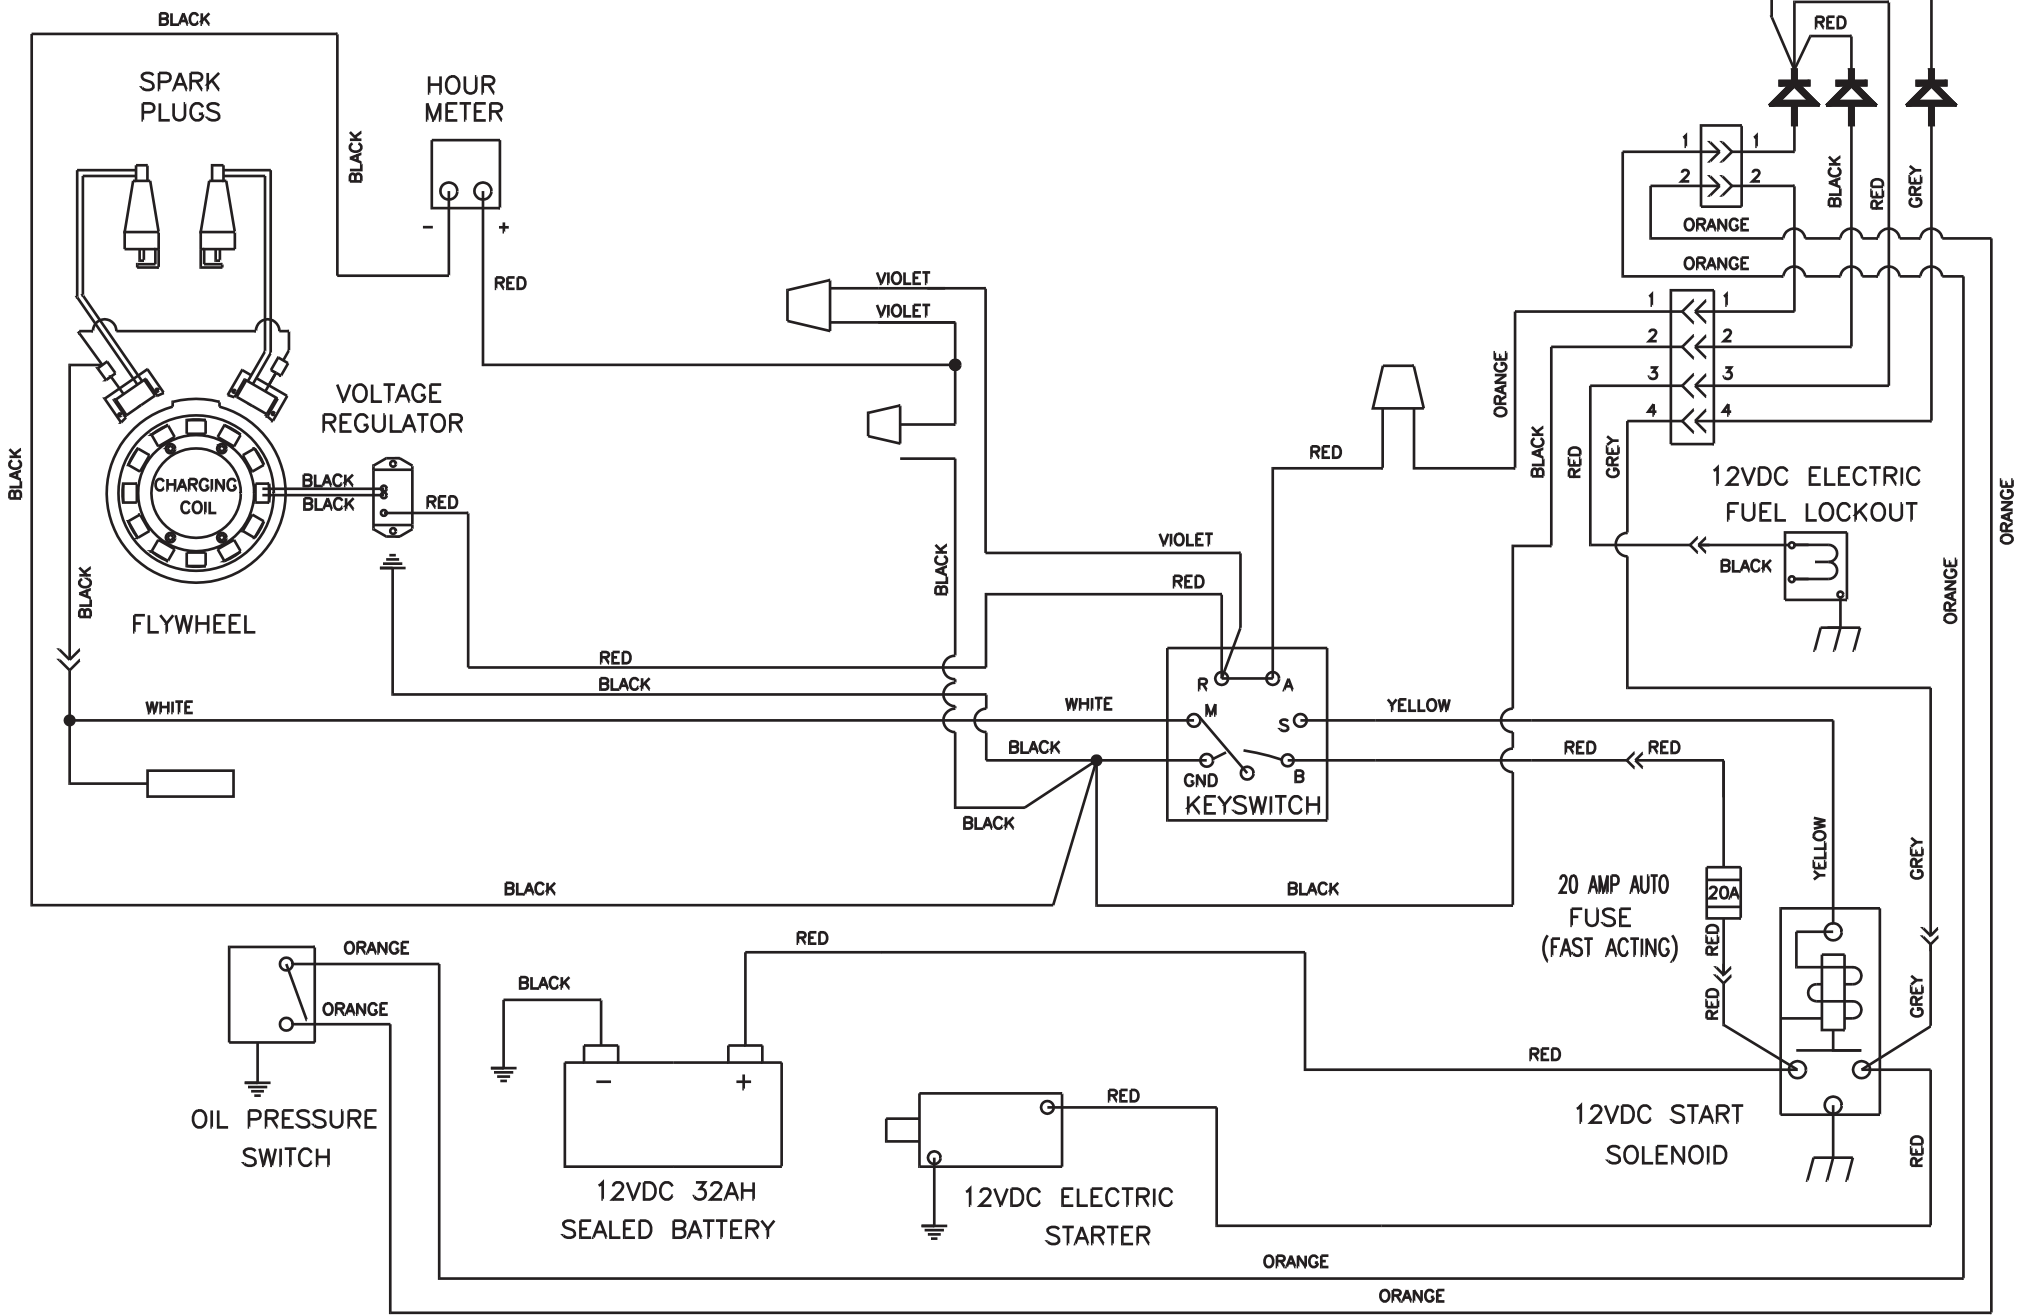 BLACK
RED
SPARK
PLUGS
HOUR
METER
BLACK
1 1
2 2
BLACK
RED
GREY
- +
ORANGE
ORANGE
RED
VIOLET
VIOLET
1 1
2 2
3 3
4 4
ORANGE
VOLTAGE
REGULATOR
BLACK
RED
BLACK
RED
GREY
12VDC ELECTRIC
FUEL LOCKOUT
CHARGING
COIL
BLACK
BLACK
RED
ORANGE
BLACK
VIOLET
BLACK
BLACK
RED
ORANGE
FLYWHEEL
RED
BLACK
WHITE
WHITE
R A
M
S
GND
B
KEYSWITCH
YELLOW
BLACK
RED
RED
BLACK
BLACK
BLACK
YELLOW
GREY
20 AMP AUTO
FUSE
(FAST ACTING)
20A
RED
RED
GREY
ORANGE
ORANGE
OIL PRESSURE
SWITCH
BLACK
RED
- +
12VDC 32AH
SEALED BATTERY
RED
RED
12VDC ELECTRIC
STARTER
12VDC START
SOLENOID
RED
ORANGE
ORANGE